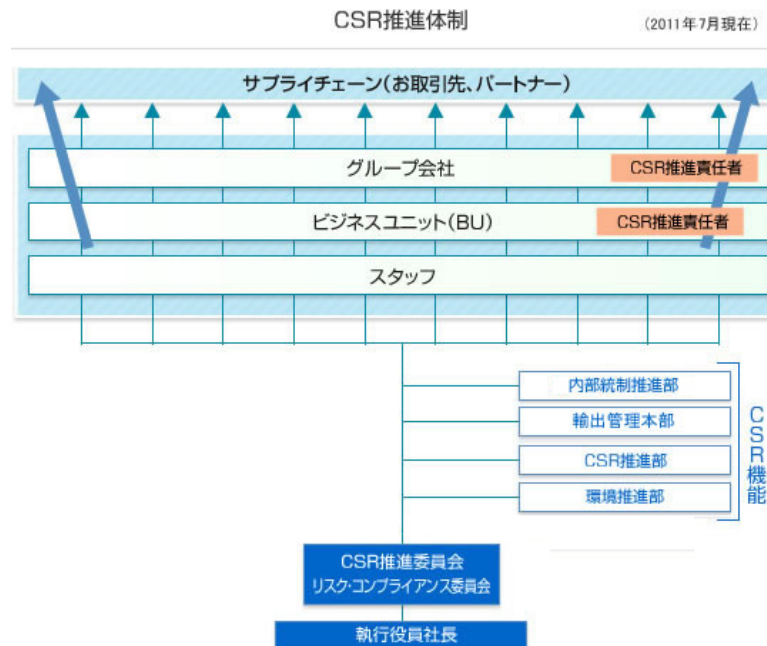 CSR推進体制
(2011年7月現在)
サプライチェーン(お取引先、パートナー)
グループ会社
CSR推進責任者
ビジネスユニット(BU)
CSR推進責任者
スタッフ
内部統制推進部
輸出管理本部
CSR推進部
環境推進部
CSR機能
CSR推進委員会
リスク・コンプライアンス委員会
執行役員社長